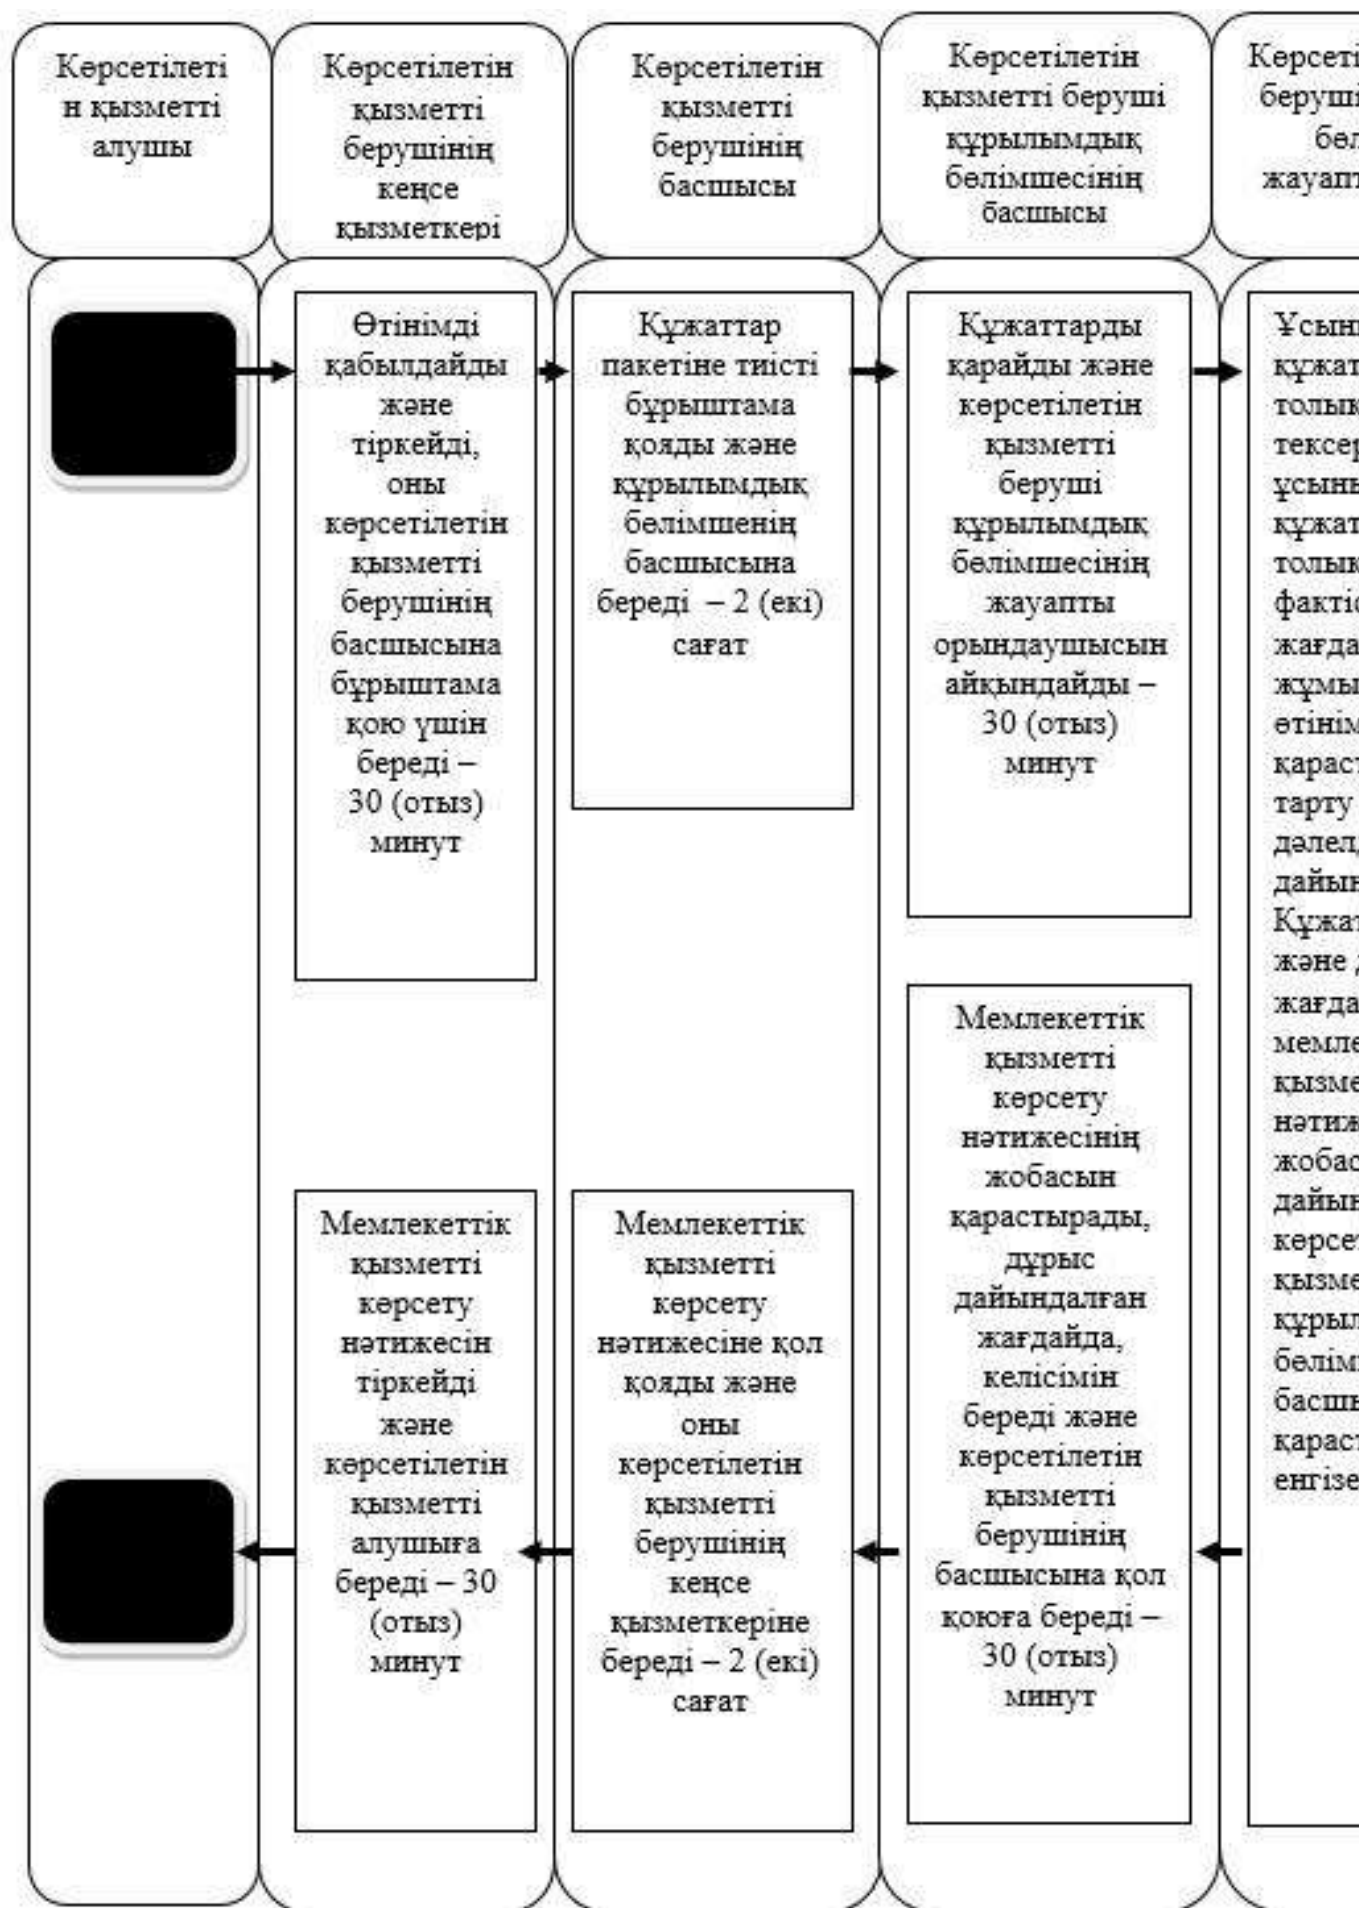 Көрсетілеті
н қызметті
алушы
Көрсетілетін
қызметті
берушінің
кеңсе
қызметкері
Көрсетілетін
қызметті
берушінің
басшысы
Көрсетілетін
қызметті беруші
құрылымдық
бөлімшесінің
басшысы
Өтінімді
қабылдайды
және
тіркейді,
оны
көрсетілетін
қызметті
берушінің
басшысына
бұрыштама
қою үшін
береді –
30 (отыз)
минут
Құжаттар
пакетіне тиісті
бұрыштама
қояды және
құрылымдық
бөлімшенің
басшысына
береді – 2 (екі)
сағат
Құжаттарды
қарайды және
көрсетілетін
қызметті
беруші
құрылымдық
бөлімшесінің
жауапты
орындаушысын
айқындайды –
30 (отыз)
минут
және
Мемлекеттік
қызметті
көрсету
нәтижесін
тіркейді
және
көрсетілетін
қызметті
алушыға
береді – 30
(отыз)
минут
Мемлекеттік
қызметті
көрсету
нәтижесіне қол
қояды және
оны
көрсетілетін
қызметті
берушінің
кеңсе
қызметкеріне
береді – 2 (екі)
сағат
Мемлекеттік
қызметті
көрсету
нәтижесінің
жобасын
қарастырады,
дұрыс
дайындалған
жағдайда,
келісімін
береді және
көрсетілетін
қызметті
берушінің
басшысына қол
қоюға береді –
30 (отыз)
минут
тарту